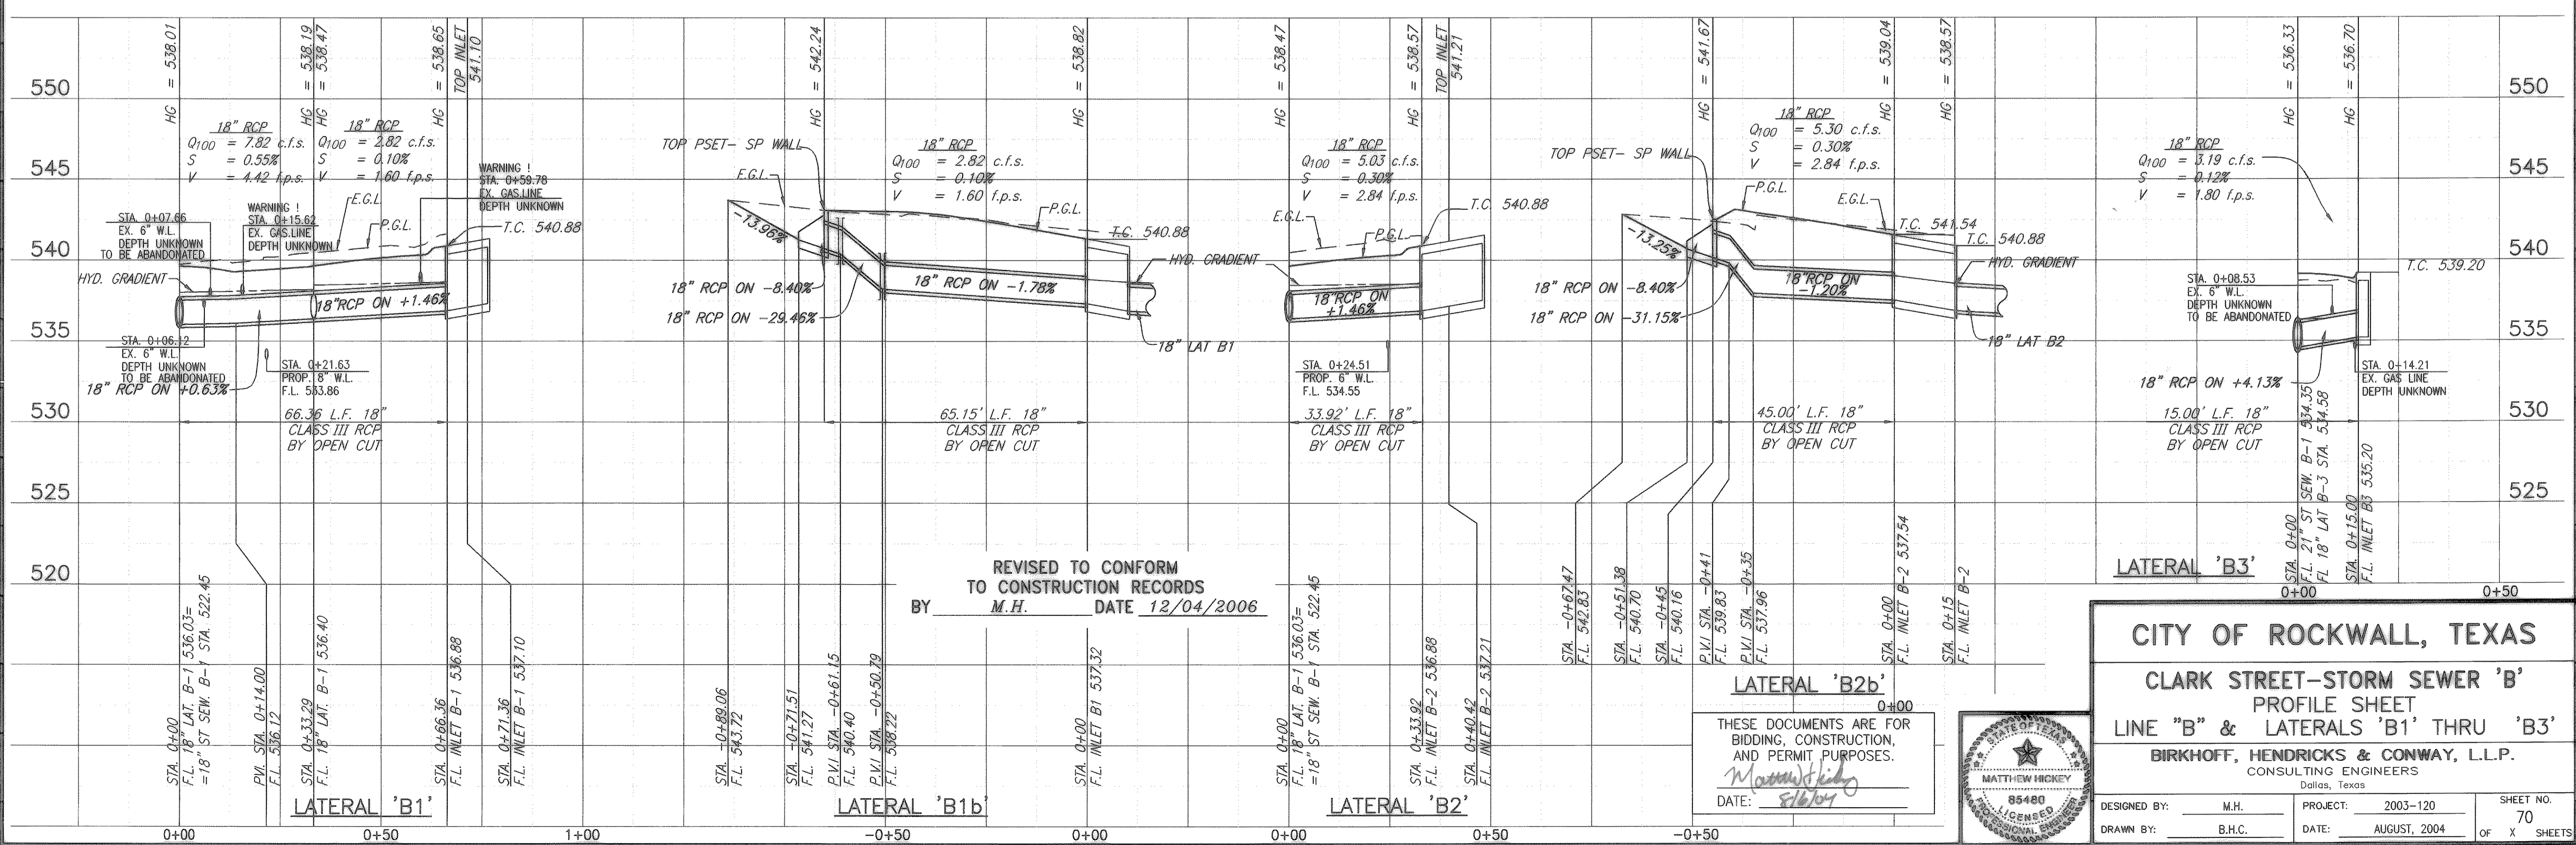 HG = 538.01
HG = 538.19
HG = 538.47
HG = 538.65
TOP INLET
541.10
HG = 542.24
HG = 538.82
HG = 538.47
HG = 538.57
TOP INLET
541.21
HG = 541.67
HG = 539.04
HG = 538.57
HG = 536.33
HG = 536.70
550
545
540
535
530
525
520
550
545
540
535
530
525
18" RCP
Q100 = 7.82 c.f.s.
S = 0.55%
V = 4.42 f.p.s.
18" RCP
Q100 = 2.82 c.f.s.
S = 0.10%
V = 1.60 f.p.s.
WARNING !
STA. 0+59.78
EX. GAS LINE
DEPTH UNKNOWN
STA. 0+07.66
EX. 6" W.L.
DEPTH UNKNOWN
TO BE ABANDONATED
WARNING !
STA. 0+15.62
EX. GAS LINE
DEPTH UNKNOWN
E.G.L.
P.G.L.
T.C. 540.88
HYD. GRADIENT
18"RCP ON +1.46%
STA. 0+06.12
EX. 6" W.L.
DEPTH UNKNOWN
TO BE ABANDONATED
18" RCP ON +0.63%
STA. 0+21.63
PROP. 8" W.L.
F.L. 533.86
66.36 L.F. 18"
CLASS III RCP
BY OPEN CUT
STA. 0+00
F.L. 18" LAT. B-1 536.03=
=18" ST SEW. B-1 STA. 522.45
PVI. STA. 0+14.00
F.L. 536.12
STA. 0+33.29
F.L. 18" LAT. B-1 536.40
STA. 0+66.36
F.L. INLET B-1 536.88
STA. 0+71.36
F.L. INLET B-1 537.10
LATERAL 'B1'
0+00
0+50
1+00
TOP PSET- SP WALL
18" RCP
Q100 = 2.82 c.f.s.
S = 0.10%
V = 1.60 f.p.s.
E.G.L.
-13.96%
P.G.L.
T.C. 540.88
HYD. GRADIENT
18" RCP ON -8.40%
18" RCP ON -1.78%
18" RCP ON -29.46%
18" LAT B1
65.15' L.F. 18"
CLASS III RCP
BY OPEN CUT
REVISED TO CONFORM
TO CONSTRUCTION RECORDS
BY M.H. DATE 12/04/2006
STA. -0+89.06
F.L. 543.72
STA. -0+71.51
F.L. 541.27
P.V.I STA. -0+61.15
F.L. 540.40
P.V.I STA. -0+50.79
F.L. 538.22
STA. 0+00
F.L. INLET B1 537.32
LATERAL 'B1b'
-0+50
0+00
18" RCP
Q100 = 5.03 c.f.s.
S = 0.30%
V = 2.84 f.p.s.
E.G.L.
P.G.L.
T.C. 540.88
18"RCP ON
+1.46%
STA. 0+24.51
PROP. 6" W.L.
F.L. 534.55
33.92' L.F. 18"
CLASS III RCP
BY OPEN CUT
STA. 0+00
F.L. 18" LAT. B-1 536.03=
=18" ST SEW. B-1 STA. 522.45
STA. 0+33.92
F.L. INLET B-2 536.88
STA. 0+40.42
F.L. INLET B-2 537.21
LATERAL 'B2'
0+00
0+50
TOP PSET- SP WALL
18" RCP
Q100 = 5.30 c.f.s.
S = 0.30%
V = 2.84 f.p.s.
P.G.L.
E.G.L.
-13.25%
T.C. 541.54
T.C. 540.88
HYD. GRADIENT
18" RCP ON -8.40%
18"RCP ON
-1.20%
18" RCP ON -31.15%
18" LAT B2
45.00' L.F. 18"
CLASS III RCP
BY OPEN CUT
STA. -0+67.47
F.L. 542.83
STA. -0+51.38
F.L. 540.70
STA. -0+45
F.L. 540.16
P.V.I STA. -0+41
F.L. 539.83
P.V.I STA. -0+35
F.L. 537.96
STA. 0+00
F.L. INLET B-2 537.54
STA. 0+15
F.L. INLET B-2
LATERAL 'B2b'
0+00
-0+50
18" RCP
Q100 = 3.19 c.f.s.
S = 0.12%
V = 1.80 f.p.s.
T.C. 539.20
STA. 0+08.53
EX. 6" W.L.
DEPTH UNKNOWN
TO BE ABANDONATED
18" RCP ON +4.13%
STA. 0+14.21
EX. GAS LINE
DEPTH UNKNOWN
15.00' L.F. 18"
CLASS III RCP
BY OPEN CUT
STA. 0+00
F.L. 21" ST SEW. B-1 534.35
FL 18" LAT B-3 STA. 534.58
STA. 0+15.00
F.L. INLET B3 535.20
LATERAL 'B3'
0+00
0+50
THESE DOCUMENTS ARE FOR
BIDDING, CONSTRUCTION,
AND PERMIT PURPOSES.
Matthew Hickey
DATE: 8/6/04
STATE OF TEXAS
MATTHEW HICKEY
85480
LICENSED
PROFESSIONAL ENGINEER
CITY OF ROCKWALL, TEXAS
CLARK STREET-STORM SEWER 'B'
PROFILE SHEET
LINE "B" & LATERALS 'B1' THRU 'B3'
BIRKHOFF, HENDRICKS & CONWAY, L.L.P.
CONSULTING ENGINEERS
Dallas, Texas
DESIGNED BY: M.H.
PROJECT: 2003-120
SHEET NO.
70
DRAWN BY: B.H.C.
DATE: AUGUST, 2004
OF X SHEETS